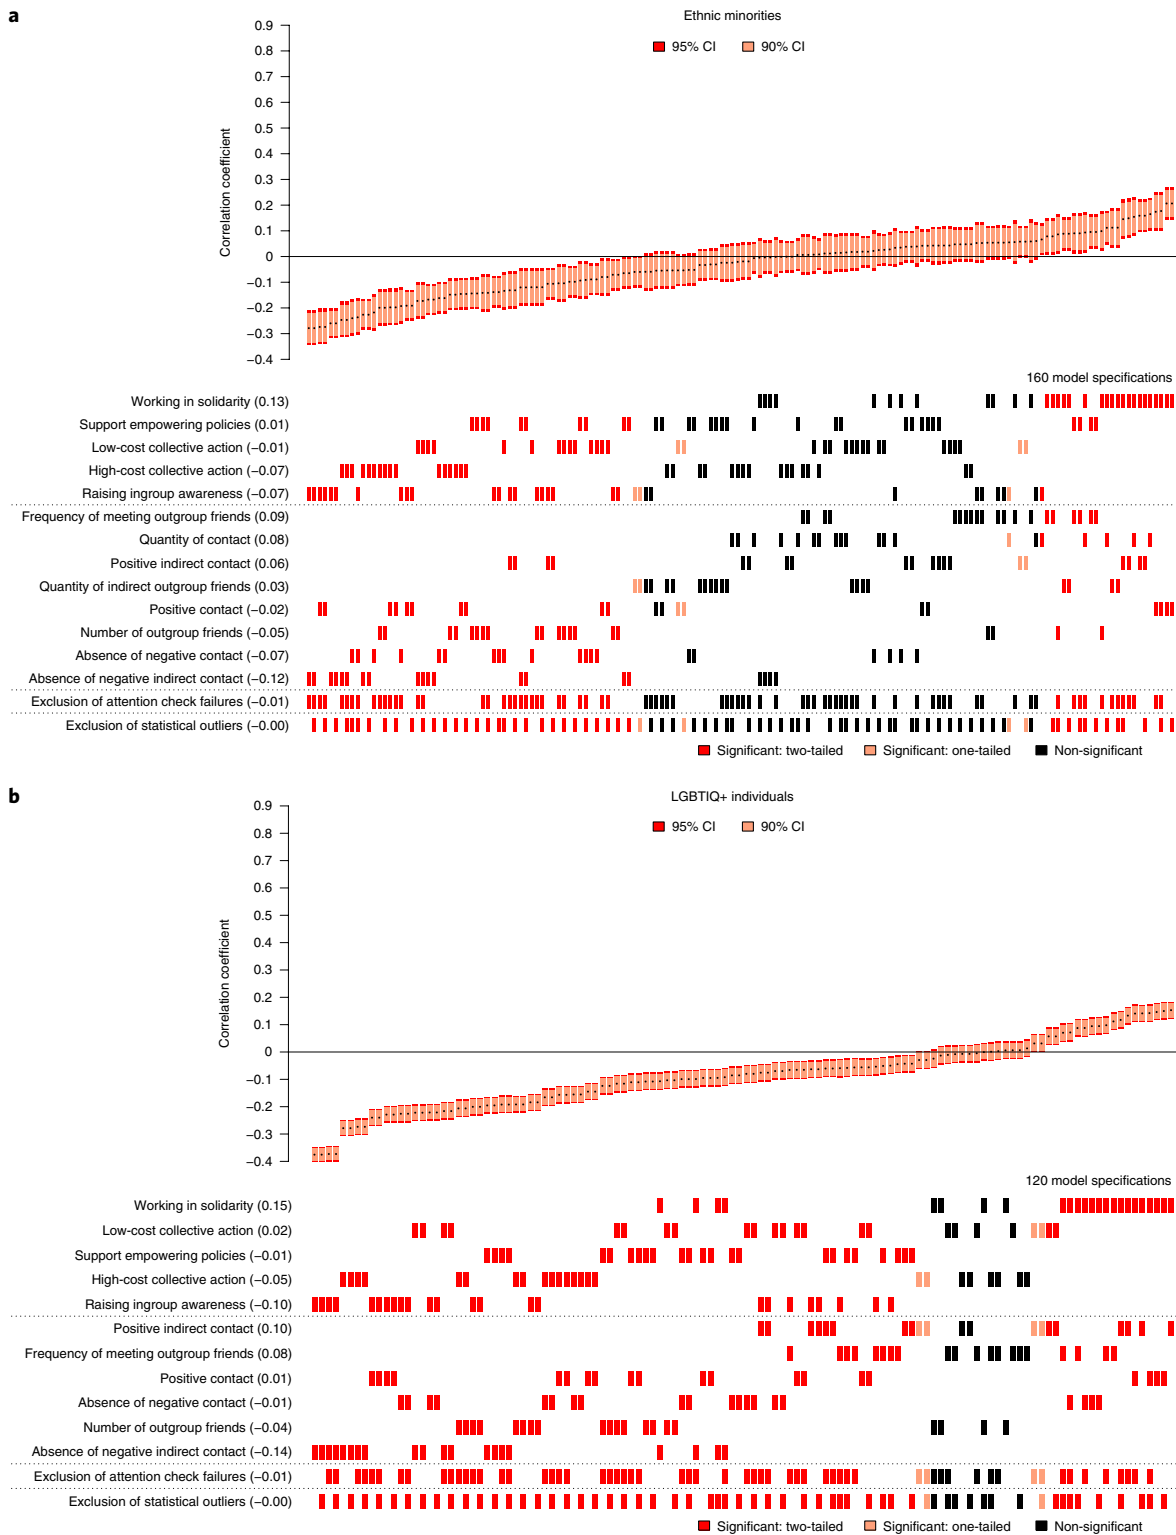 a
Ethnic minorities
95% CI 90% CI
0.9
0.8
0.7
0.6
0.5
0.4
0.3
0.2
0.1
0
−0.1
−0.2
−0.3
−0.4
Correlation coefficient
160 model specifications
Working in solidarity (0.13)
Support empowering policies (0.01)
Low-cost collective action (−0.01)
High-cost collective action (−0.07)
Raising ingroup awareness (−0.07)
Frequency of meeting outgroup friends (0.09)
Quantity of contact (0.08)
Positive indirect contact (0.06)
Quantity of indirect outgroup friends (0.03)
Positive contact (−0.02)
Number of outgroup friends (−0.05)
Absence of negative contact (−0.07)
Absence of negative indirect contact (−0.12)
Exclusion of attention check failures (−0.01)
Exclusion of statistical outliers (−0.00)
Significant: two-tailed Significant: one-tailed Non-significant
b
LGBTIQ+ individuals
95% CI 90% CI
0.9
0.8
0.7
0.6
0.5
0.4
0.3
0.2
0.1
0
−0.1
−0.2
−0.3
−0.4
Correlation coefficient
120 model specifications
Working in solidarity (0.15)
Low-cost collective action (0.02)
Support empowering policies (−0.01)
High-cost collective action (−0.05)
Raising ingroup awareness (−0.10)
Positive indirect contact (0.10)
Frequency of meeting outgroup friends (0.08)
Positive contact (0.01)
Absence of negative contact (−0.01)
Number of outgroup friends (−0.04)
Absence of negative indirect contact (−0.14)
Exclusion of attention check failures (−0.01)
Exclusion of statistical outliers (−0.00)
Significant: two-tailed Significant: one-tailed Non-significant